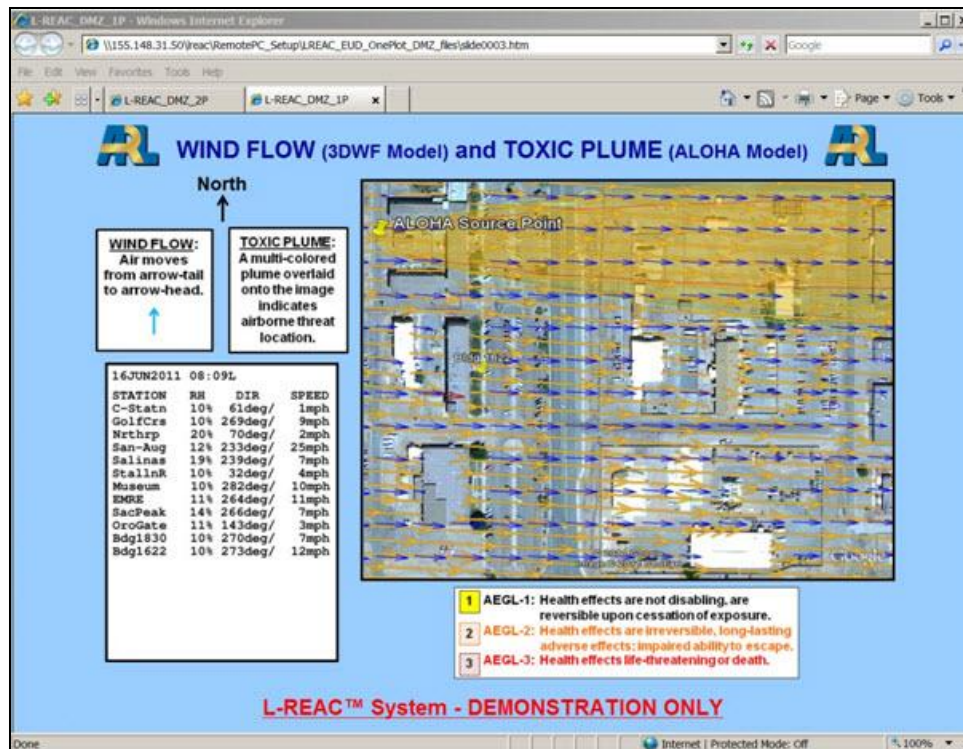 L-REAC_DMZ_1P - Windows Internet Explorer
\\155.148.31.50\lreac\RemotePC_Setup\LREAC_EUD_OnePlot_DMZ_files\slide0003.htm
Google
File Edit View Favorites Tools Help
L-REAC_DMZ_2P
L-REAC_DMZ_1P
Page
Tools
ARL
WIND FLOW (3DWF Model) and TOXIC PLUME (ALOHA Model)
ARL
North
WIND FLOW:
Air moves
from arrow-tail
to arrow-head.
TOXIC PLUME:
A multi-colored
plume overlaid
onto the image
indicates
airborne threat
location.
ALOHA Source Point
16JUN2011 08:09L
STATION RH DIR SPEED
C-Statn 10% 61deg/ 1mph
GolfCrs 10% 269deg/ 9mph
Nrthrp 20% 70deg/ 2mph
San-Aug 12% 233deg/ 25mph
Salinas 19% 239deg/ 7mph
StallnR 10% 32deg/ 4mph
Museum 10% 282deg/ 10mph
EMRE 11% 264deg/ 11mph
SacPeak 14% 266deg/ 7mph
OroGate 11% 143deg/ 3mph
Bdg1830 10% 270deg/ 7mph
Bdg1622 10% 273deg/ 12mph
1 AEGL-1: Health effects are not disabling, are
reversible upon cessation of exposure.
2 AEGL-2: Health effects are irreversible, long-lasting
adverse effects; impaired ability to escape.
3 AEGL-3: Health effects life-threatening or death.
L-REAC™ System - DEMONSTRATION ONLY
Done
Internet | Protected Mode: Off
100%